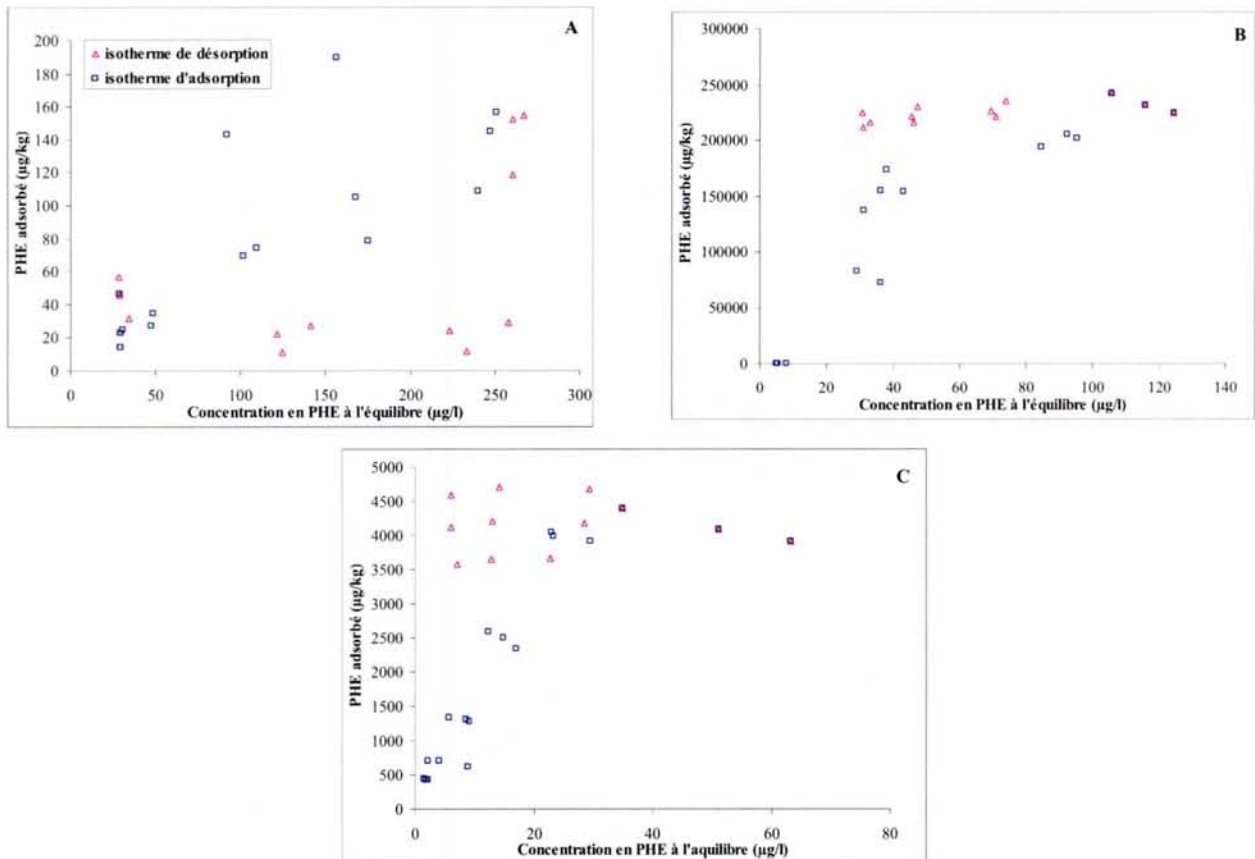 A
200
180
160
140
120
100
80
60
40
20
0
PHE adsorbé (µg/kg)
isotherme de désorption
isotherme d'adsorption
0 50 100 150 200 250 300
Concentration en PHE à l'équilibre (µg/l)
B
300000
250000
200000
150000
100000
50000
0
PHE adsorbé (µg/kg)
0 20 40 60 80 100 120 140
Concentration en PHE à l'équilibre (µg/l)
C
5000
4500
4000
3500
3000
2500
2000
1500
1000
500
0
PHE adsorbé (µg/kg)
0 20 40 60 80
Concentration en PHE à l'aquilibre (µg/l)